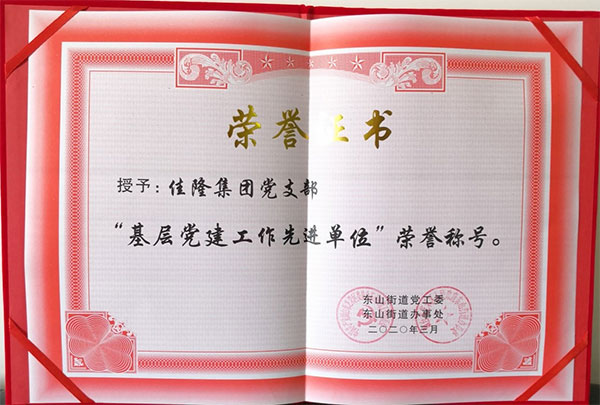 荣誉证书
授予：佳隆集团党支部
“基层党建工作先进单位”荣誉称号。
东山街道党工委
东山街道办事处
二〇二〇年三月